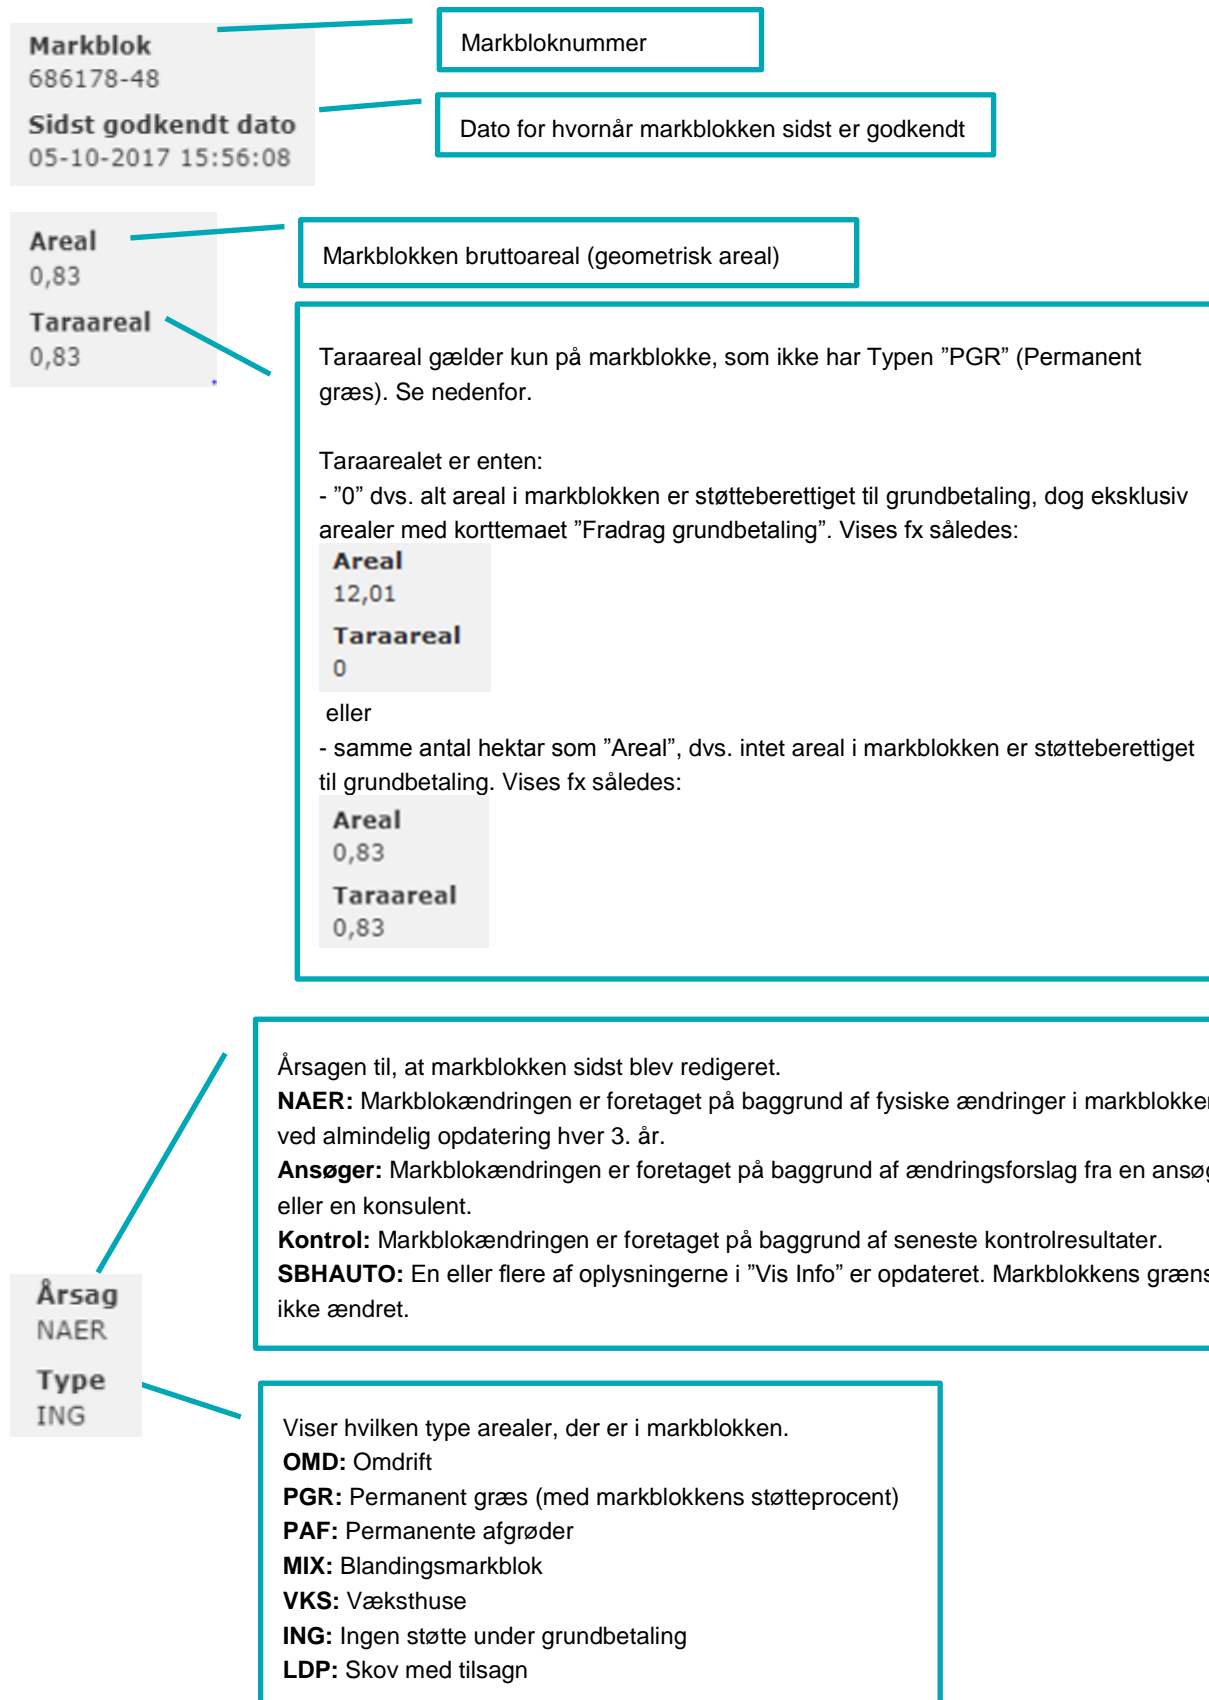 Markblok
686178-48
Sidst godkendt dato
05-10-2017 15:56:08
Markbloknummer
Dato for hvornår markblokken sidst er godkendt
Areal
0,83
Taraareal
0,83
Markblokken bruttoareal (geometrisk areal)
Taraareal gælder kun på markblokke, som ikke har Typen ”PGR” (Permanent
græs). Se nedenfor.
Taraarealet er enten:
- ”0” dvs. alt areal i markblokken er støtteberettiget til grundbetaling, dog eksklusiv
arealer med korttemaet ”Fradrag grundbetaling”. Vises fx således:
Areal
12,01
Taraareal
0
eller
- samme antal hektar som ”Areal”, dvs. intet areal i markblokken er støtteberettiget
til grundbetaling. Vises fx således:
Areal
0,83
Taraareal
0,83
Årsagen til, at markblokken sidst blev redigeret.
NAER: Markblokændringen er foretaget på baggrund af fysiske ændringer i markblokken
ved almindelig opdatering hver 3. år.
Ansøger: Markblokændringen er foretaget på baggrund af ændringsforslag fra en ansøg
eller en konsulent.
Kontrol: Markblokændringen er foretaget på baggrund af seneste kontrolresultater.
SBHAUTO: En eller flere af oplysningerne i ”Vis Info” er opdateret. Markblokkens græns
ikke ændret.
Årsag
NAER
Type
ING
Viser hvilken type arealer, der er i markblokken.
OMD: Omdrift
PGR: Permanent græs (med markblokkens støtteprocent)
PAF: Permanente afgrøder
MIX: Blandingsmarkblok
VKS: Væksthuse
ING: Ingen støtte under grundbetaling
LDP: Skov med tilsagn